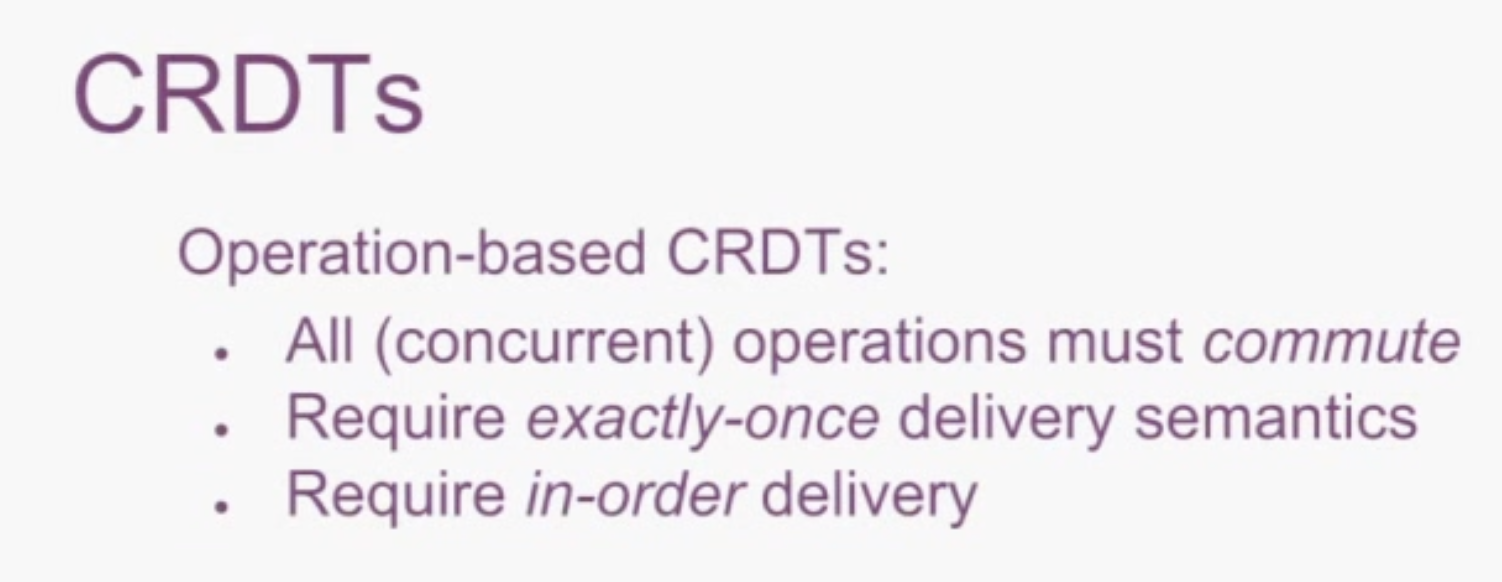 CRDTs
Operation-based CRDTs:
• All (concurrent) operations must commute
• Require exactly-once delivery semantics
• Require in-order delivery